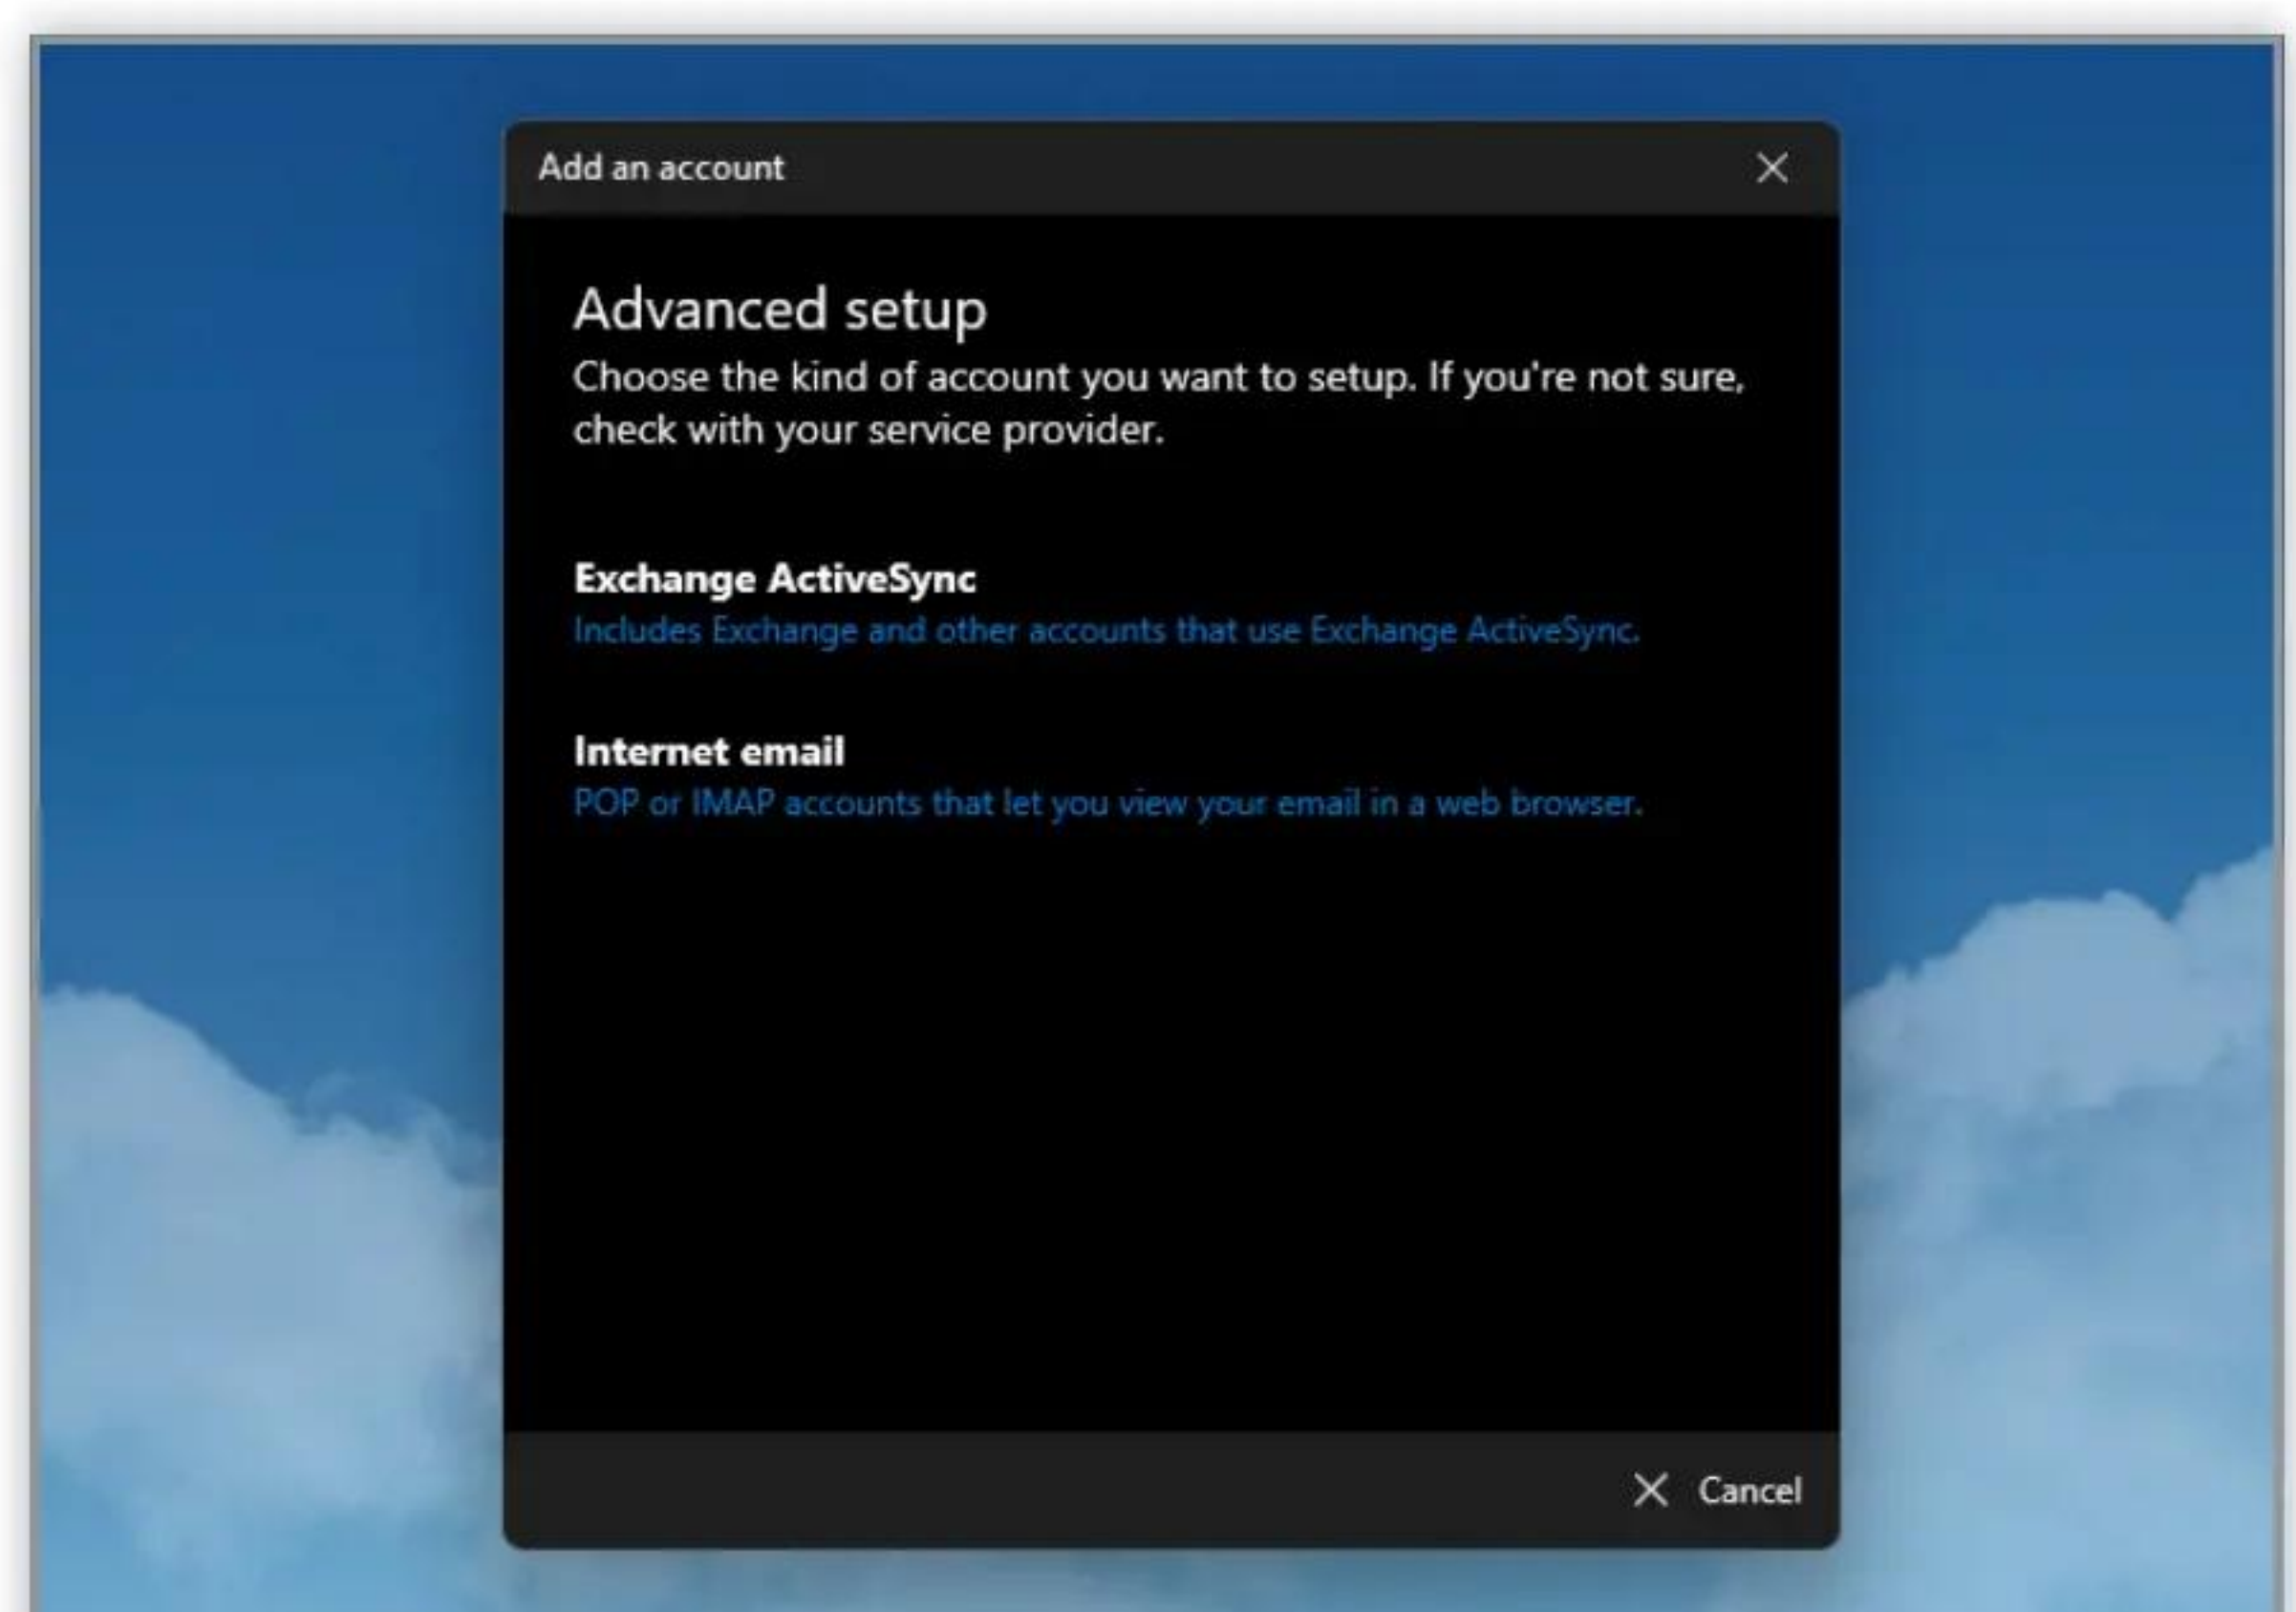 Add an account
Advanced setup
Choose the kind of account you want to setup. If you're not sure,
check with your service provider.
Exchange ActiveSync
Includes Exchange and other accounts that use Exchange ActiveSync.
Internet email
POP or IMAP accounts that let you view your email in a web browser.
Cancel